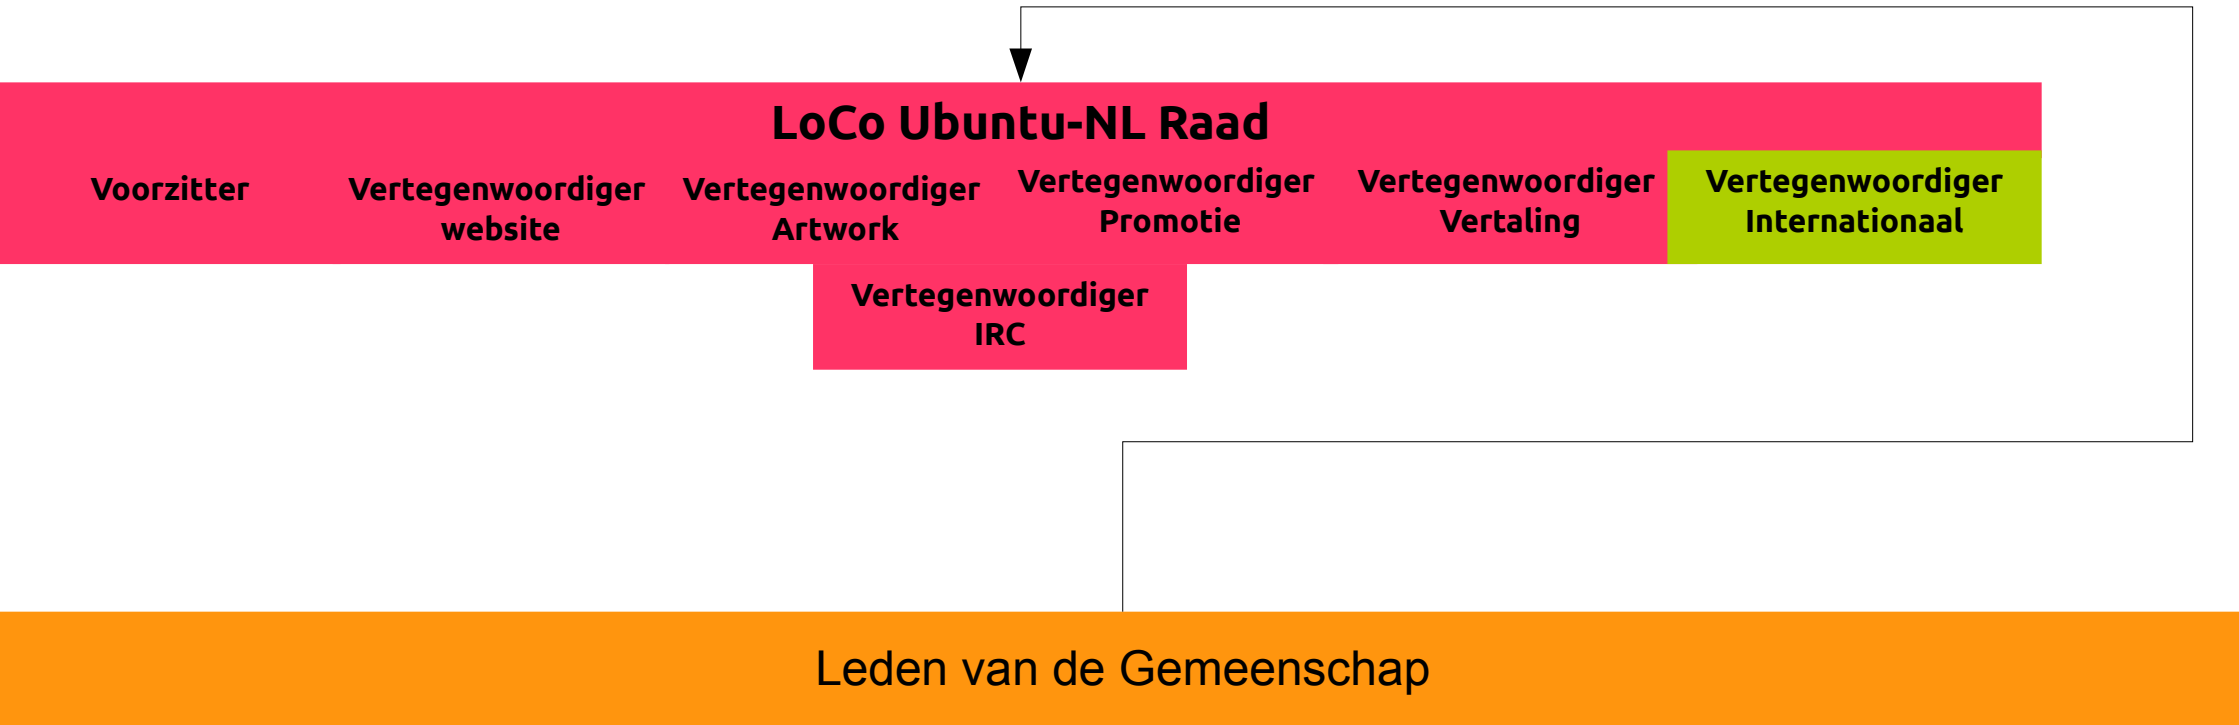 LoCo Ubuntu-NL Raad
Voorzitter
Vertegenwoordiger
website
Vertegenwoordiger
Artwork
Vertegenwoordiger
Promotie
Vertegenwoordiger
Vertaling
Vertegenwoordiger
Internationaal
Vertegenwoordiger
IRC
Leden van de Gemeenschap